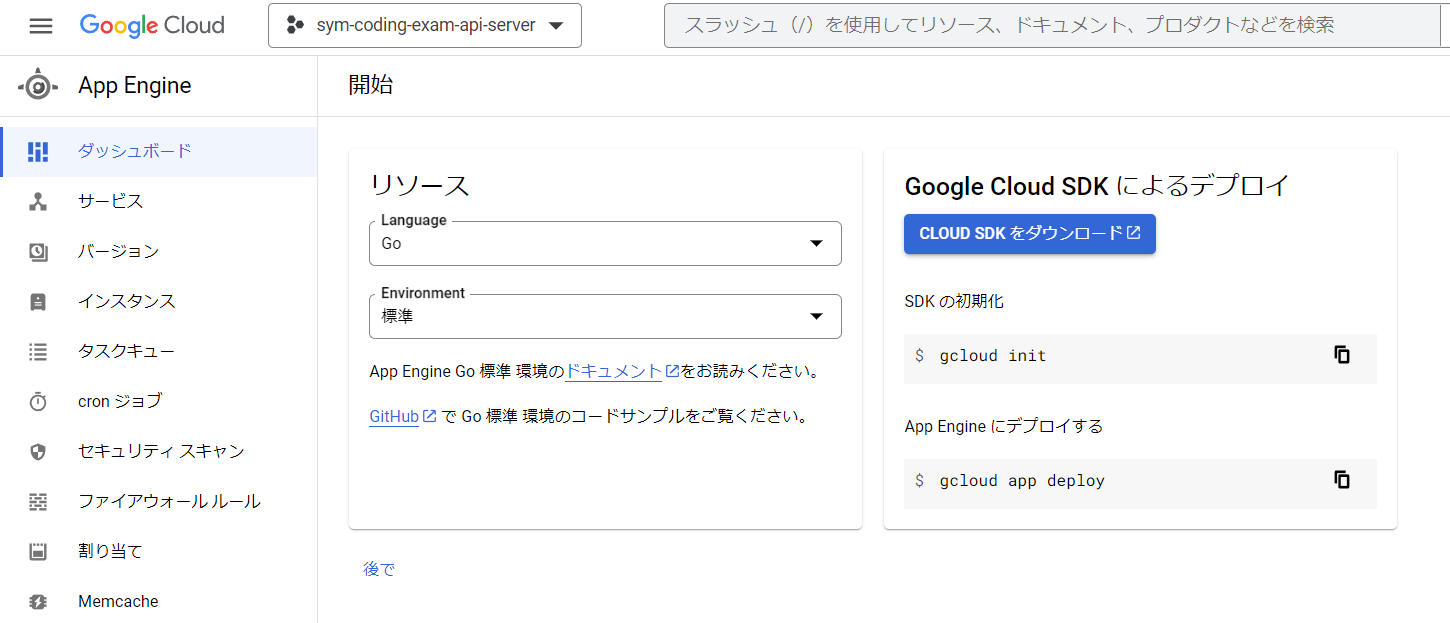 Google Cloud
sym-coding-exam-api-server
スラッシュ（/）を使用してリソース、ドキュメント、プロダクトなどを検索
App Engine
開始
ダッシュボード
サービス
バージョン
インスタンス
タスクキュー
cron ジョブ
セキュリティ スキャン
ファイアウォール ルール
割り当て
Memcache
リソース
Language
Go
Environment
標準
App Engine Go 標準 環境のドキュメントをお読みください。
GitHub で Go 標準 環境のコードサンプルをご覧ください。
Google Cloud SDK によるデプロイ
CLOUD SDK をダウンロード
SDK の初期化
$ gcloud init
App Engine にデプロイする
$ gcloud app deploy
後で